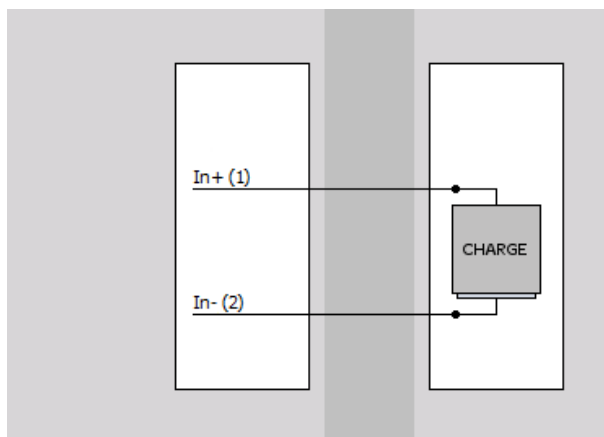 In+ (1)
CHARGE
In- (2)